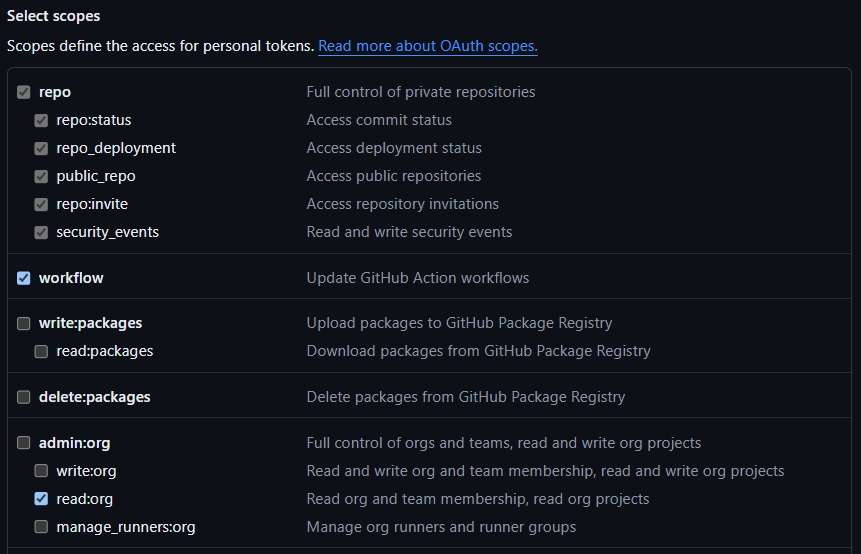 Select scopes
Scopes define the access for personal tokens. Read more about OAuth scopes.
repo Full control of private repositories
repo:status Access commit status
repo_deployment Access deployment status
public_repo Access public repositories
repo:invite Access repository invitations
security_events Read and write security events
workflow Update GitHub Action workflows
write:packages Upload packages to GitHub Package Registry
read:packages Download packages from GitHub Package Registry
delete:packages Delete packages from GitHub Package Registry
admin:org Full control of orgs and teams, read and write org projects
write:org Read and write org and team membership, read and write org projects
read:org Read org and team membership, read org projects
manage_runners:org Manage org runners and runner groups